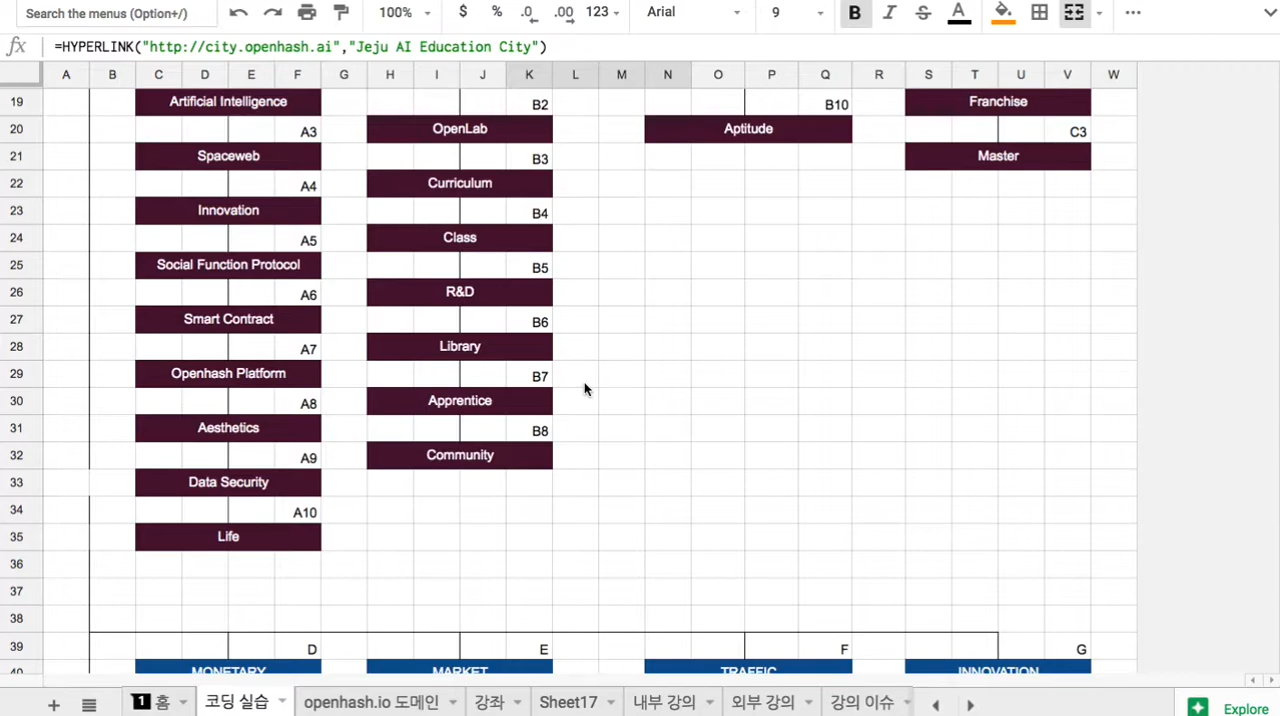 Search the menus (Option+/)
100%
$ % .0 .00 123
Arial
9
B I S A
fx =HYPERLINK("http://city.openhash.ai","Jeju AI Education City")
A B C D E F G H I J K L M N O P Q R S T U V W
19 Artificial Intelligence B2 B10 Franchise
20 A3 OpenLab Aptitude C3
21 Spaceweb B3 Master
22 A4 Curriculum
23 Innovation B4
24 A5 Class
25 Social Function Protocol B5
26 A6 R&D
27 Smart Contract B6
28 A7 Library
29 Openhash Platform B7
30 A8 Apprentice
31 Aesthetics B8
32 A9 Community
33 Data Security
34 A10
35 Life
36
37
38
39 D E F G
40 MONETARY MARKET TRAFFIC INNOVATION
1 홈 코딩 실습 openhash.io 도메인 강좌 Sheet17 내부 강의 외부 강의 강의 이슈
Explore